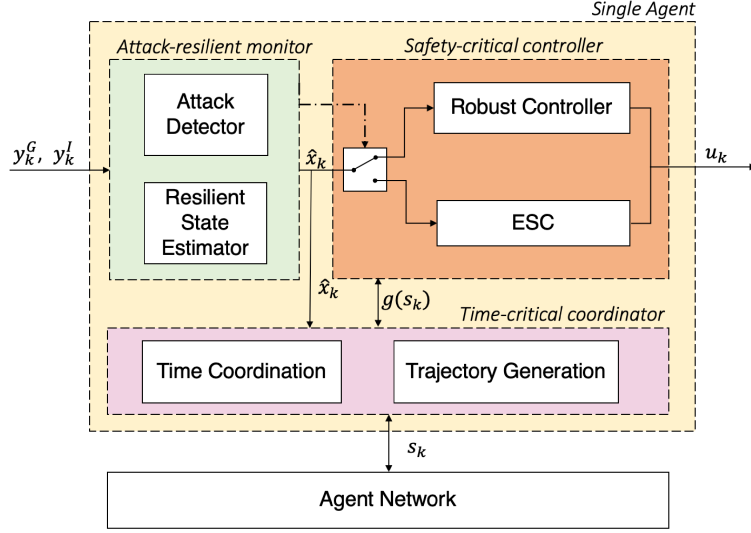 Single Agent
Attack-resilient monitor
Safety-critical controller
Attack
Detector
Robust Controller
y_k^G, y_k^I
x̂_k
u_k
Resilient
State
Estimator
ESC
x̂_k
g(s_k)
Time-critical coordinator
Time Coordination
Trajectory Generation
s_k
Agent Network